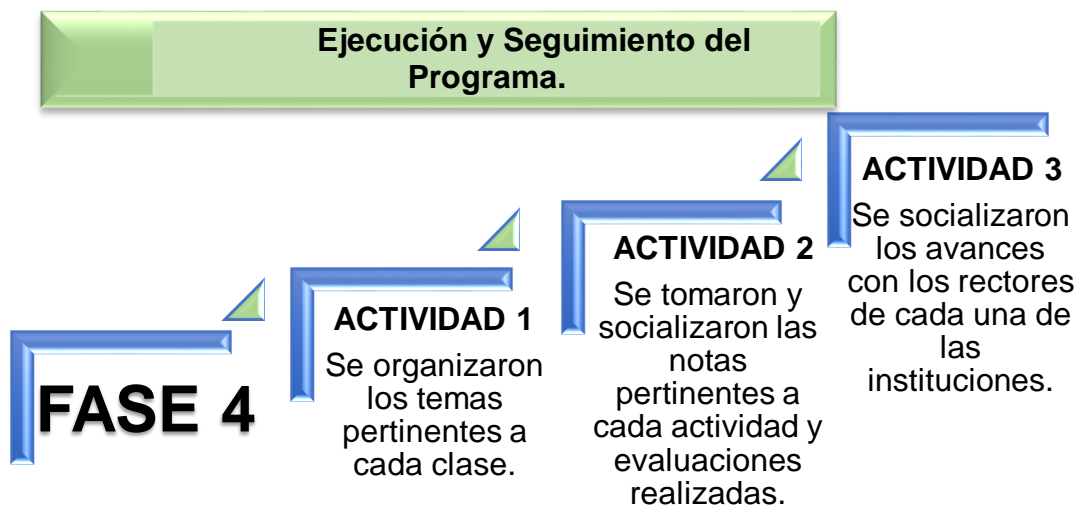 Ejecución y Seguimiento del
Programa.
FASE 4
ACTIVIDAD 1
Se organizaron
los temas
pertinentes a
cada clase.
ACTIVIDAD 2
Se tomaron y
socializaron las
notas
pertinentes a
cada actividad y
evaluaciones
realizadas.
ACTIVIDAD 3
Se socializaron
los avances
con los rectores
de cada una de
las
instituciones.